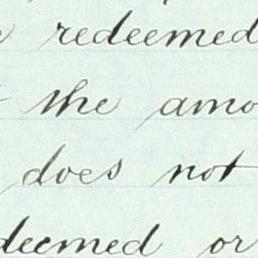 redeemed
the amo
does not
deemed or